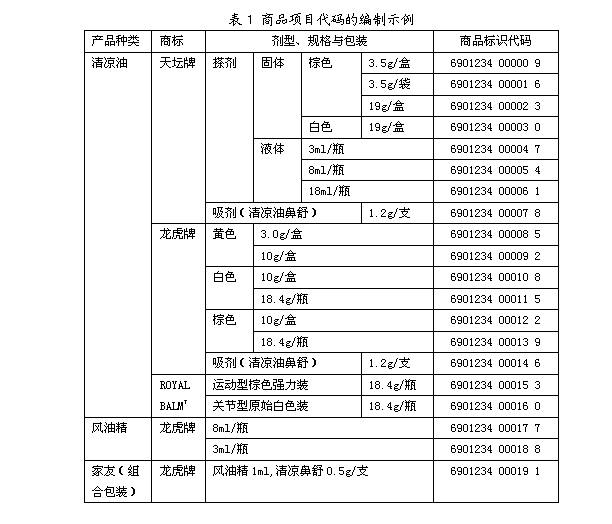 表1 商品项目代码的编制示例
产品种类 商标 剂型、规格与包装 商品标识代码
清凉油 天坛牌 搽剂 固体 棕色 3.5g/盒 6901234 00000 9
3.5g/袋 6901234 00001 6
19g/盒 6901234 00002 3
白色 19g/盒 6901234 00003 0
液体 3ml/瓶 6901234 00004 7
8ml/瓶 6901234 00005 4
18ml/瓶 6901234 00006 1
吸剂(清凉油鼻舒) 1.2g/支 6901234 00007 8
龙虎牌 黄色 3.0g/盒 6901234 00008 5
10g/盒 6901234 00009 2
白色 10g/盒 6901234 00010 8
18.4g/瓶 6901234 00011 5
棕色 10g/盒 6901234 00012 2
18.4g/瓶 6901234 00013 9
吸剂(清凉油鼻舒) 1.2g/支 6901234 00014 6
ROYAL 运动型棕色强力装 18.4g/瓶 6901234 00015 3
BALM 关节型原始白色装 18.4g/瓶 6901234 00016 0
风油精 龙虎牌 8ml/瓶 6901234 00017 7
3ml/瓶 6901234 00018 8
家友(组 龙虎牌 风油精1ml,清凉鼻舒0.5g/支 6901234 00019 1
合包装)